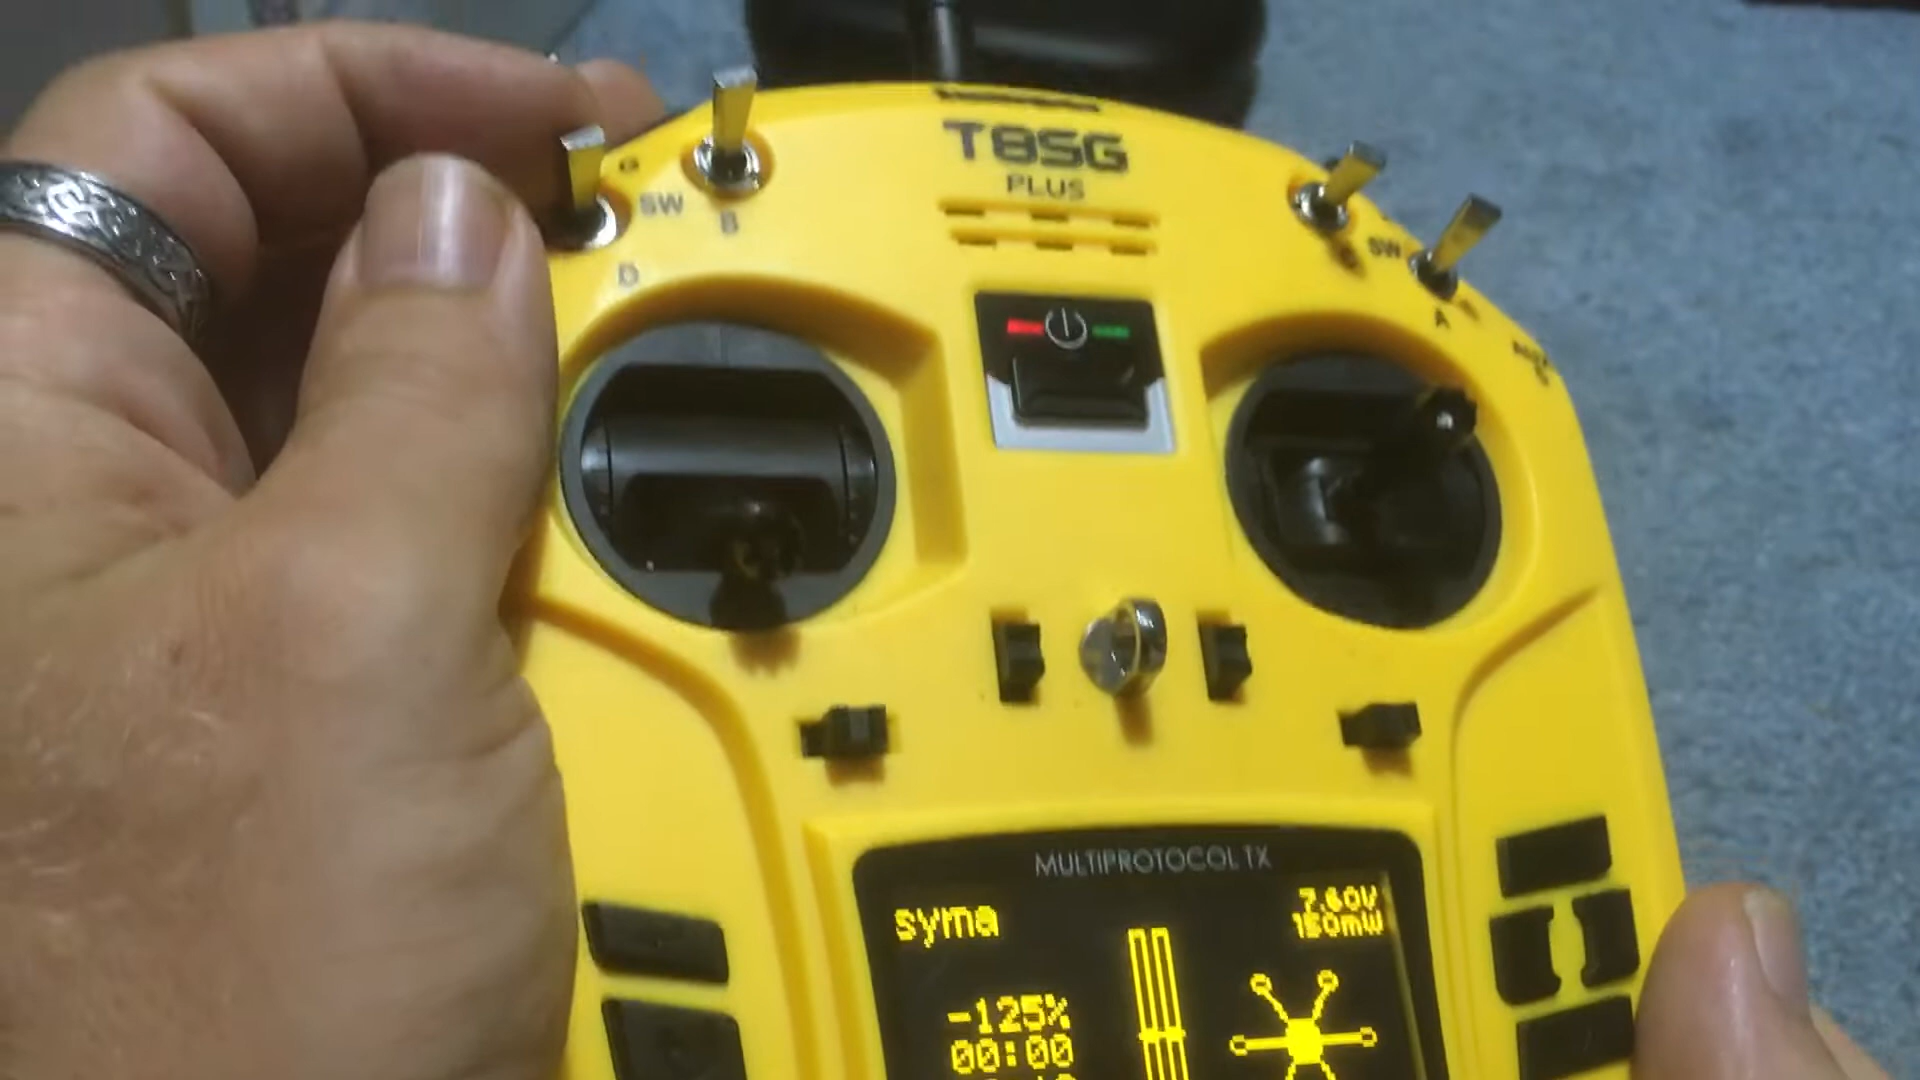 T8SG
PLUS
G
SW
B
D
SW
A
MULTIPROTOCOL TX
syma
7.60V
150mW
-125%
00:00